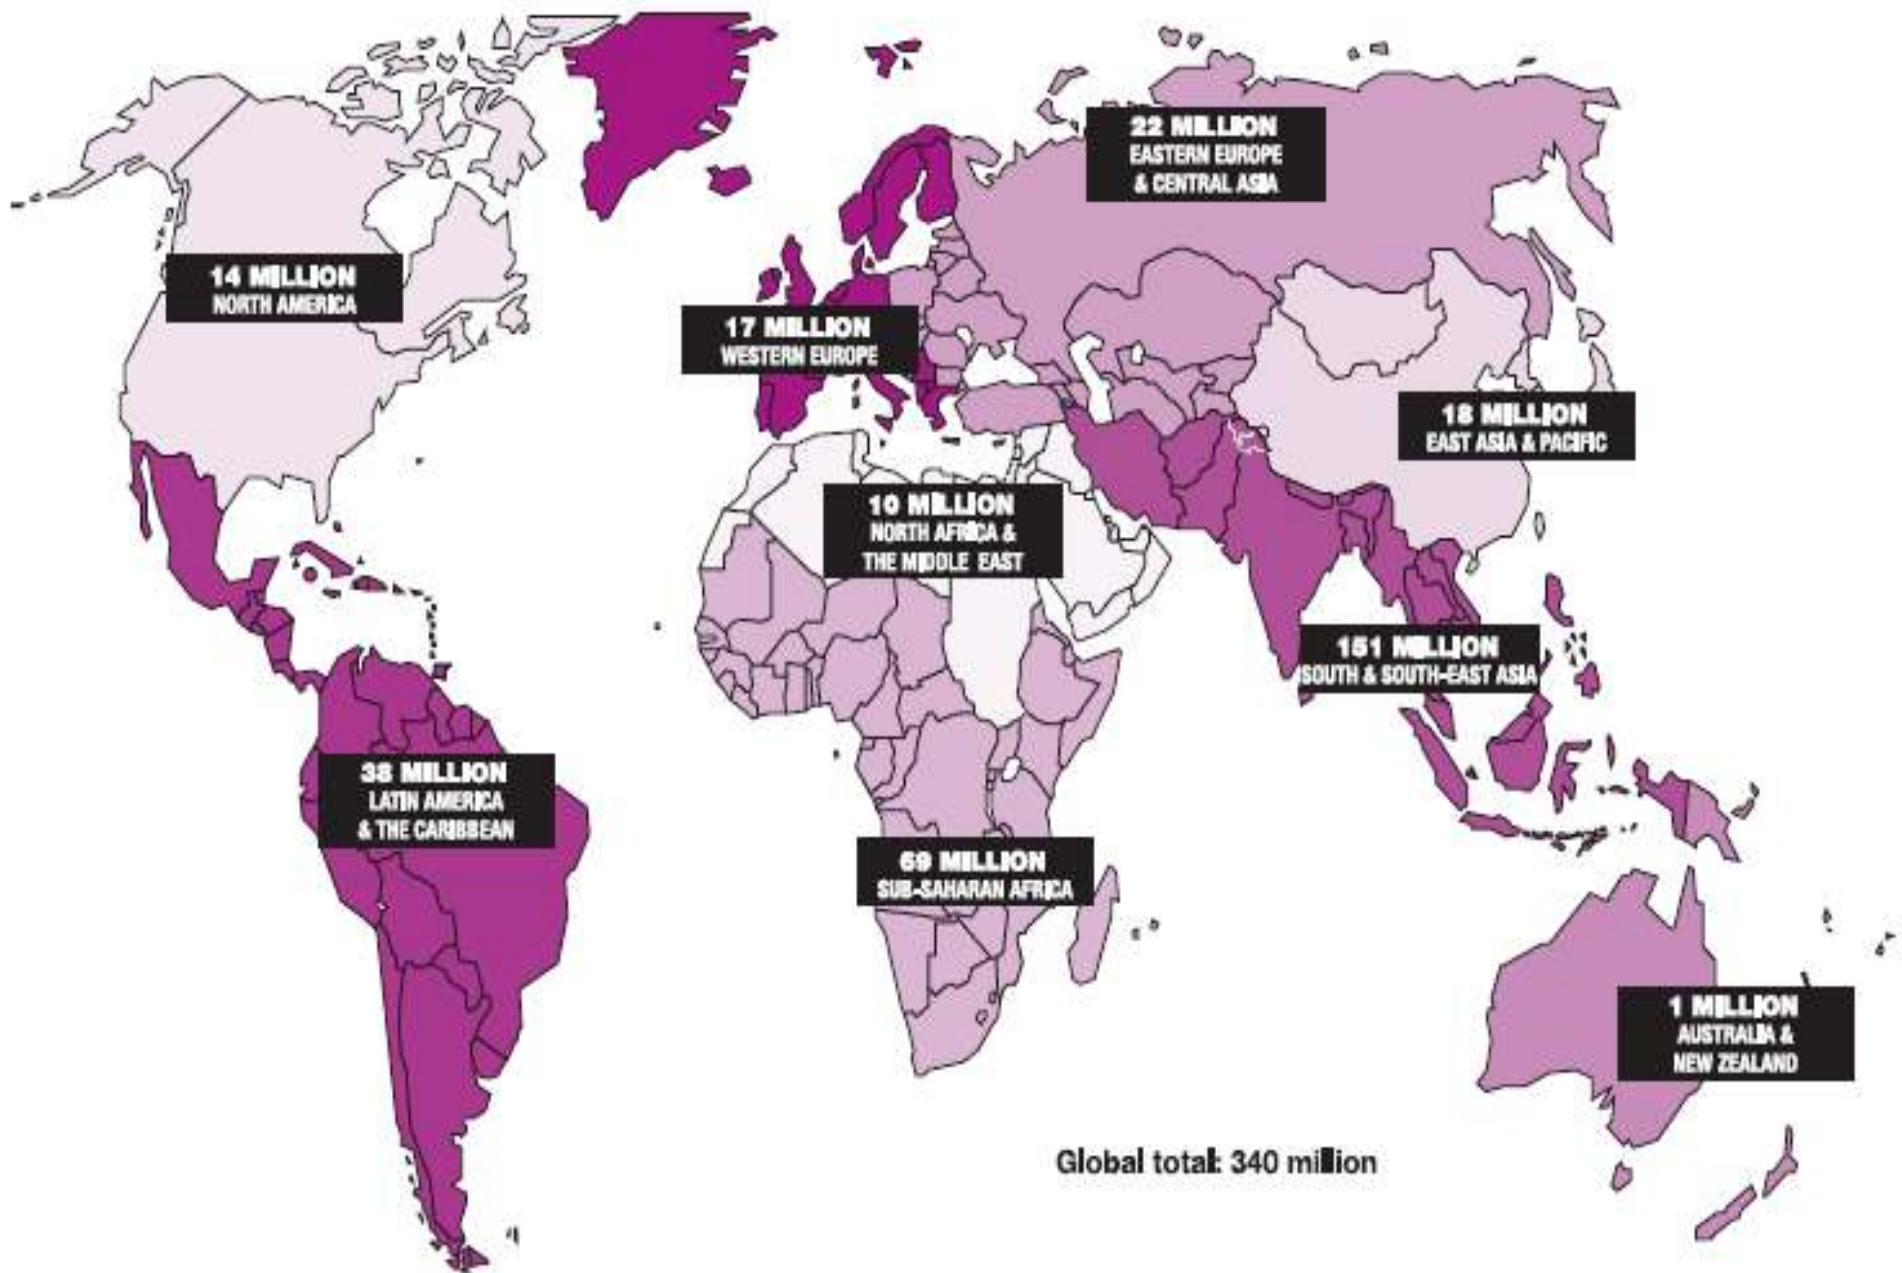 22 MILLION
EASTERN EUROPE
& CENTRAL ASIA
14 MILLION
NORTH AMERICA
17 MILLION
WESTERN EUROPE
18 MILLION
EAST ASIA & PACIFIC
10 MILLION
NORTH AFRICA &
THE MIDDLE EAST
151 MILLION
SOUTH & SOUTH-EAST ASIA
38 MILLION
LATIN AMERICA
& THE CARIBBEAN
69 MILLION
SUB-SAHARAN AFRICA
1 MILLION
AUSTRALIA &
NEW ZEALAND
Global total: 340 million